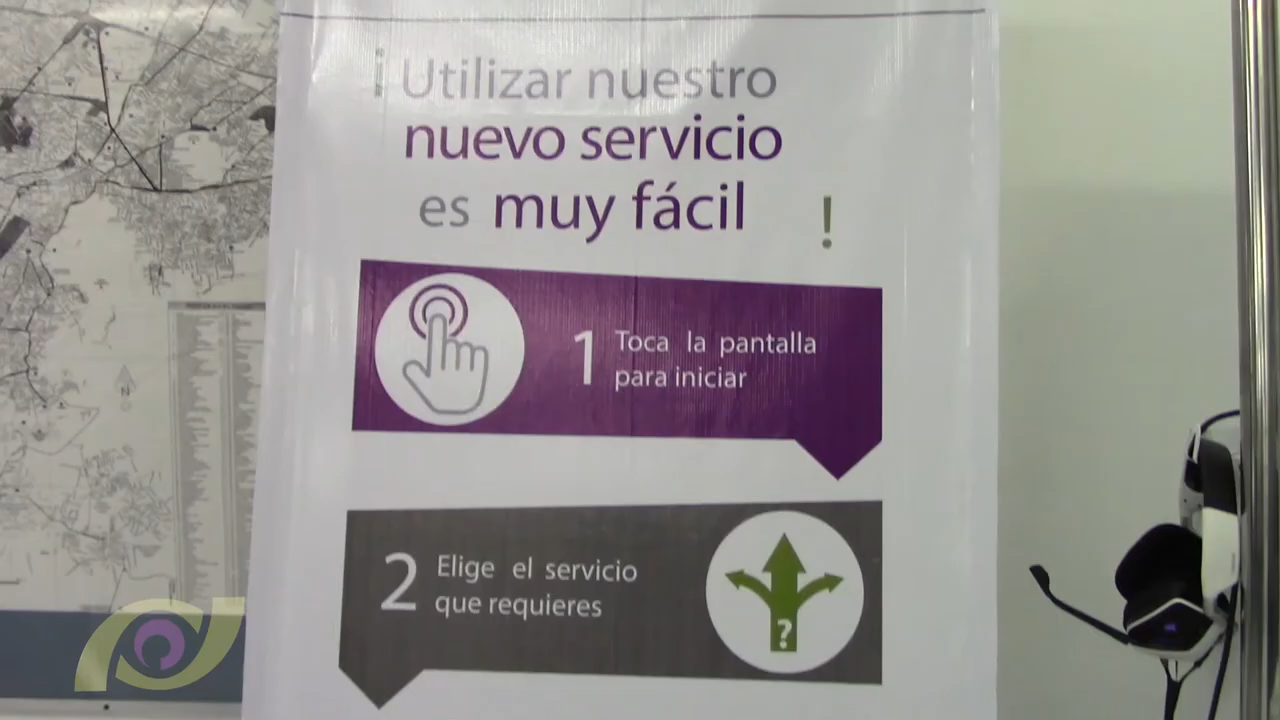 ¡Utilizar nuestro
nuevo servicio
es muy fácil !
1 Toca la pantalla
para iniciar
2 Elige el servicio
que requieres
?